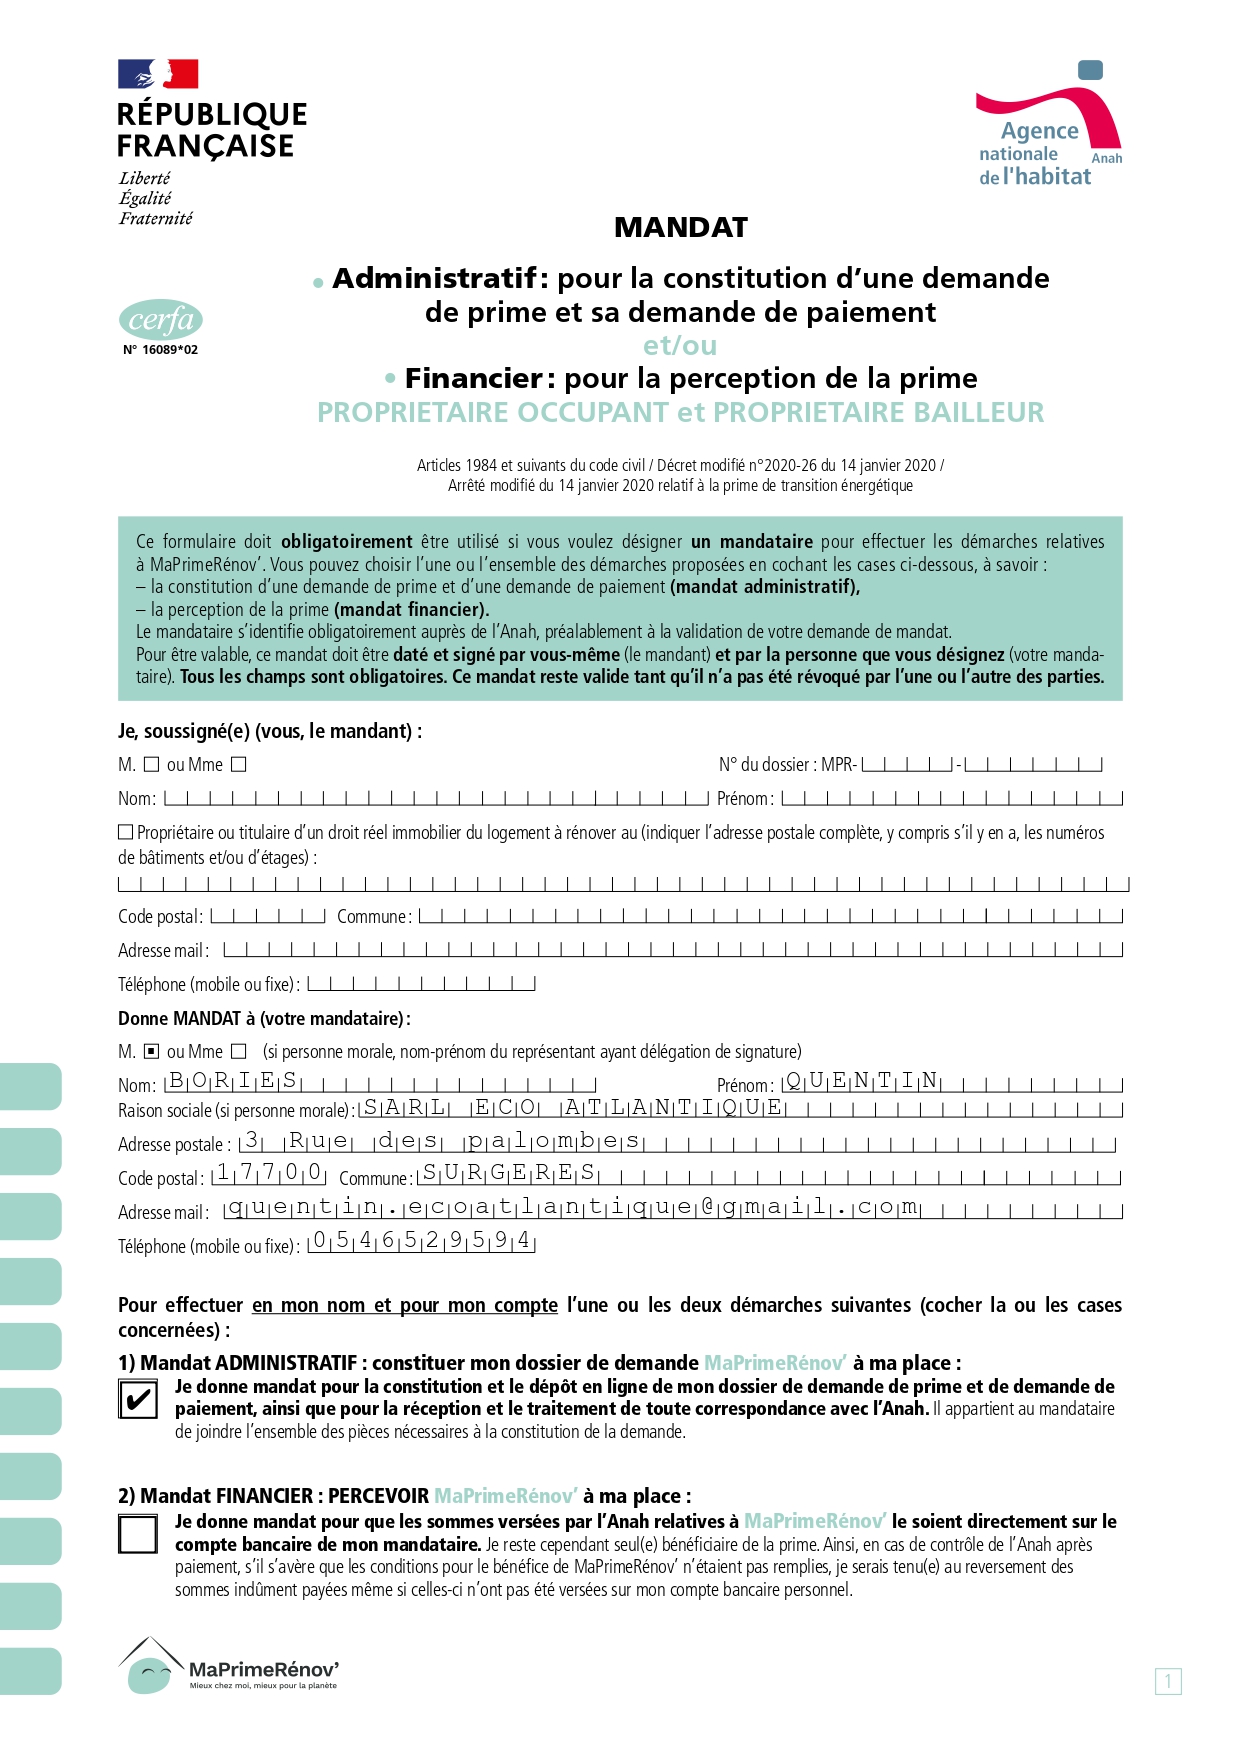 RÉPUBLIQUE
FRANÇAISE
Liberté
Égalité
Fraternité
Agence
nationale
de l'habitat
Anah
MANDAT
• Administratif : pour la constitution d’une demande
de prime et sa demande de paiement
et/ou
• Financier : pour la perception de la prime
PROPRIETAIRE OCCUPANT et PROPRIETAIRE BAILLEUR
cerfa
N° 16089*02
Articles 1984 et suivants du code civil / Décret modifié n°2020-26 du 14 janvier 2020 /
Arrêté modifié du 14 janvier 2020 relatif à la prime de transition énergétique
Ce formulaire doit obligatoirement être utilisé si vous voulez désigner un mandataire pour effectuer les démarches relatives
à MaPrimeRénov’. Vous pouvez choisir l’une ou l’ensemble des démarches proposées en cochant les cases ci-dessous, à savoir :
– la constitution d’une demande de prime et d’une demande de paiement (mandat administratif),
– la perception de la prime (mandat financier).
Le mandataire s’identifie obligatoirement auprès de l’Anah, préalablement à la validation de votre demande de mandat.
Pour être valable, ce mandat doit être daté et signé par vous-même (le mandant) et par la personne que vous désignez (votre manda-
taire). Tous les champs sont obligatoires. Ce mandat reste valide tant qu’il n’a pas été révoqué par l’une ou l’autre des parties.
Je, soussigné(e) (vous, le mandant) :
M. ☐ ou Mme ☐ N° du dossier : MPR- -
Nom : Prénom :
☐ Propriétaire ou titulaire d’un droit réel immobilier du logement à rénover au (indiquer l’adresse postale complète, y compris s’il y en a, les numéros
de bâtiments et/ou d’étages) :
Code postal : Commune :
Adresse mail :
Téléphone (mobile ou fixe) :
Donne MANDAT à (votre mandataire) :
M. ▣ ou Mme ☐ (si personne morale, nom-prénom du représentant ayant délégation de signature)
Nom : BORIES Prénom : QUENTIN
Raison sociale (si personne morale) : SARL ECO ATLANTIQUE
Adresse postale : 3 Rue des palombes
Code postal : 17700 Commune : SURGERES
Adresse mail : quentin.ecoatlantique@gmail.com
Téléphone (mobile ou fixe) : 0546529594
Pour effectuer en mon nom et pour mon compte l’une ou les deux démarches suivantes (cocher la ou les cases
concernées) :
1) Mandat ADMINISTRATIF : constituer mon dossier de demande MaPrimeRénov’ à ma place :
✔ Je donne mandat pour la constitution et le dépôt en ligne de mon dossier de demande de prime et de demande de
paiement, ainsi que pour la réception et le traitement de toute correspondance avec l’Anah. Il appartient au mandataire
de joindre l’ensemble des pièces nécessaires à la constitution de la demande.
2) Mandat FINANCIER : PERCEVOIR MaPrimeRénov’ à ma place :
☐ Je donne mandat pour que les sommes versées par l’Anah relatives à MaPrimeRénov’ le soient directement sur le
compte bancaire de mon mandataire. Je reste cependant seul(e) bénéficiaire de la prime. Ainsi, en cas de contrôle de l’Anah après
paiement, s’il s’avère que les conditions pour le bénéfice de MaPrimeRénov’ n’étaient pas remplies, je serais tenu(e) au reversement des
sommes indûment payées même si celles-ci n’ont pas été versées sur mon compte bancaire personnel.
MaPrimeRénov’
Mieux chez moi, mieux pour la planète
1